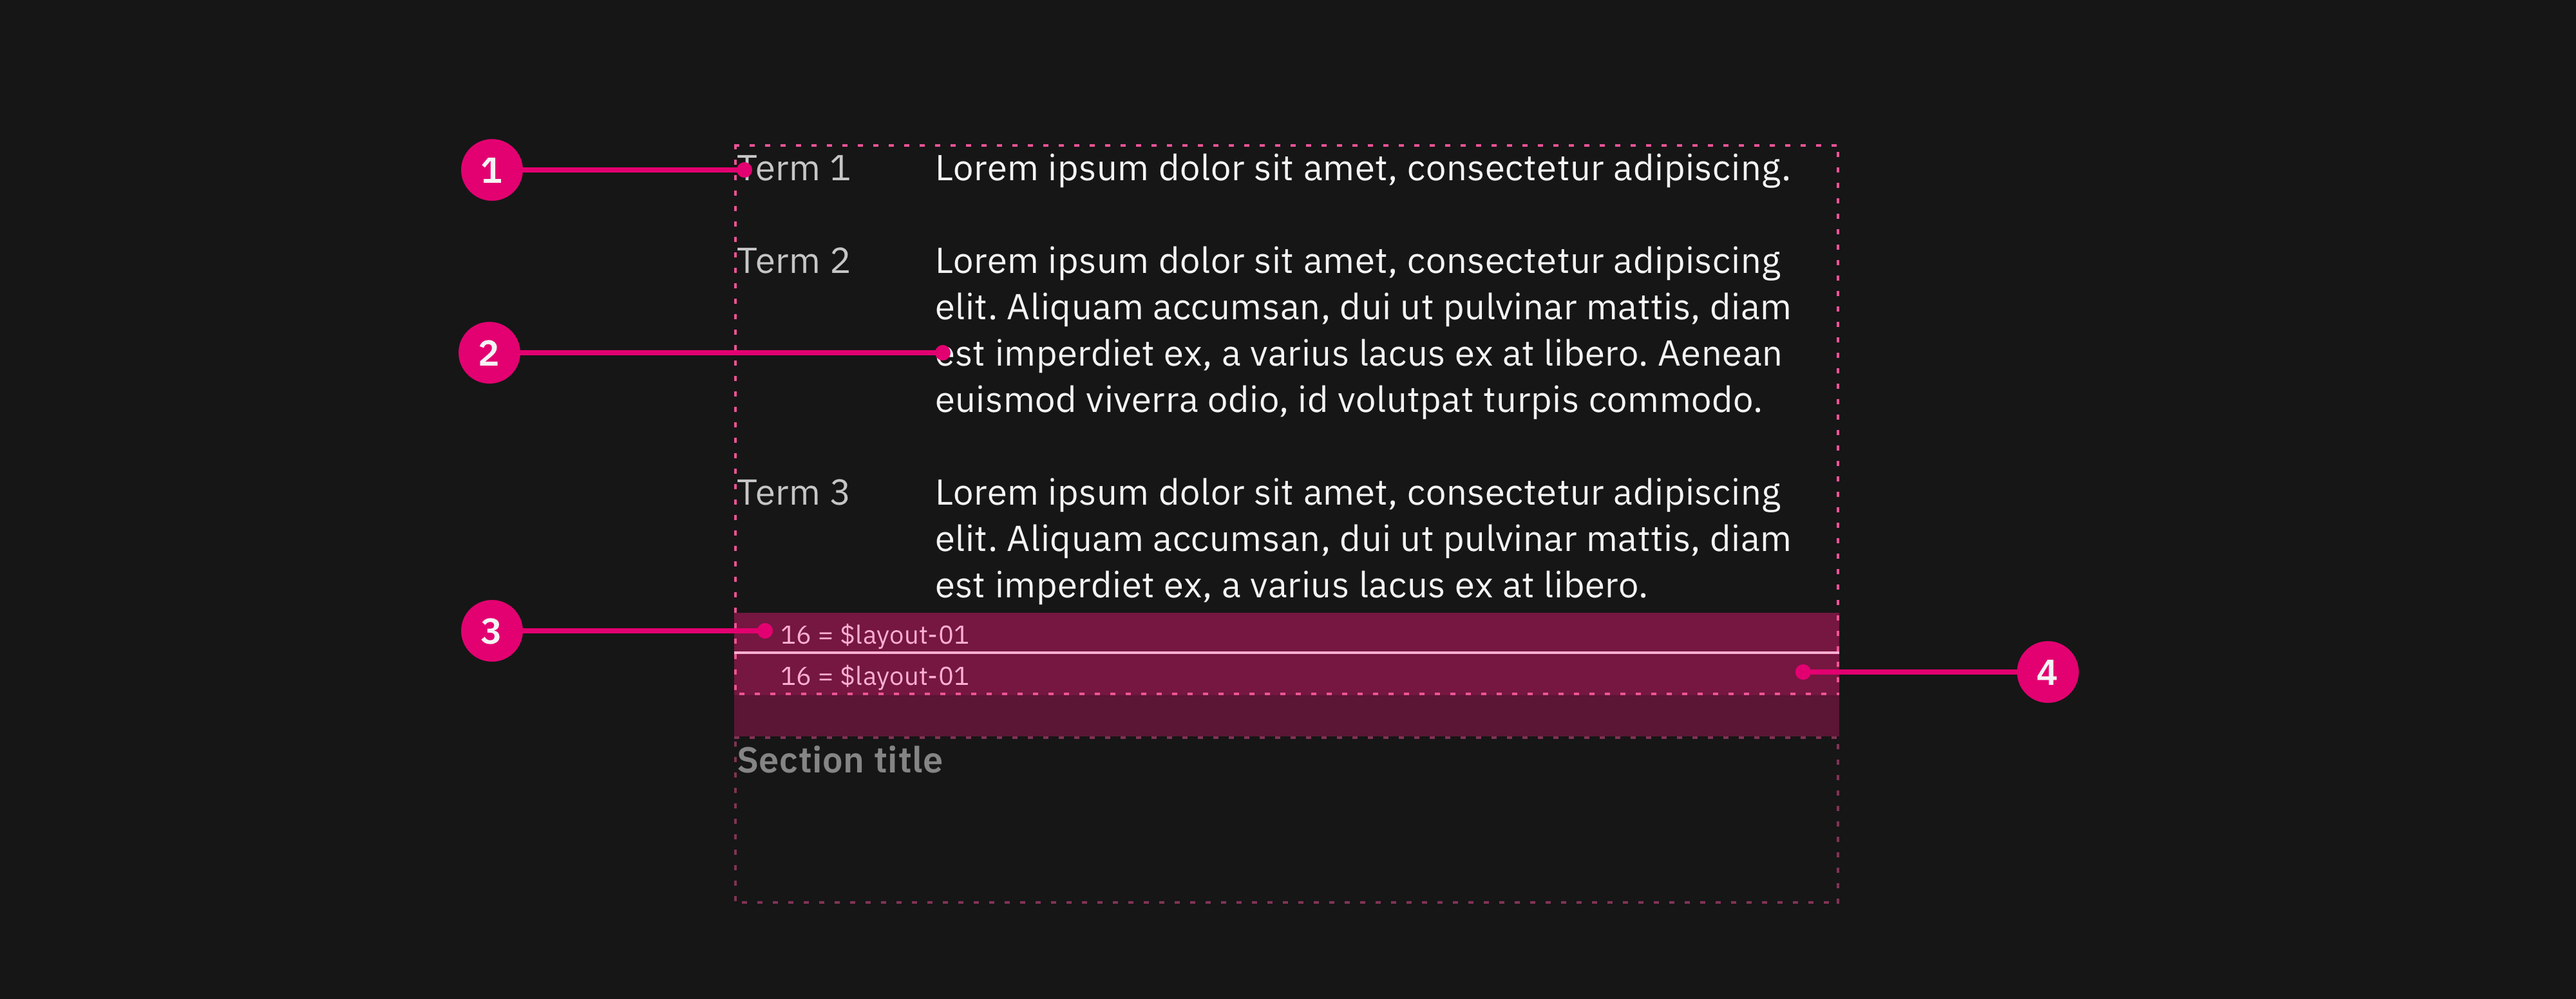 1
Term 1 Lorem ipsum dolor sit amet, consectetur adipiscing.
Term 2 Lorem ipsum dolor sit amet, consectetur adipiscing
elit. Aliquam accumsan, dui ut pulvinar mattis, diam
2
est imperdiet ex, a varius lacus ex at libero. Aenean
euismod viverra odio, id volutpat turpis commodo.
Term 3 Lorem ipsum dolor sit amet, consectetur adipiscing
elit. Aliquam accumsan, dui ut pulvinar mattis, diam
est imperdiet ex, a varius lacus ex at libero.
3
16 = $layout-01
16 = $layout-01
4
Section title